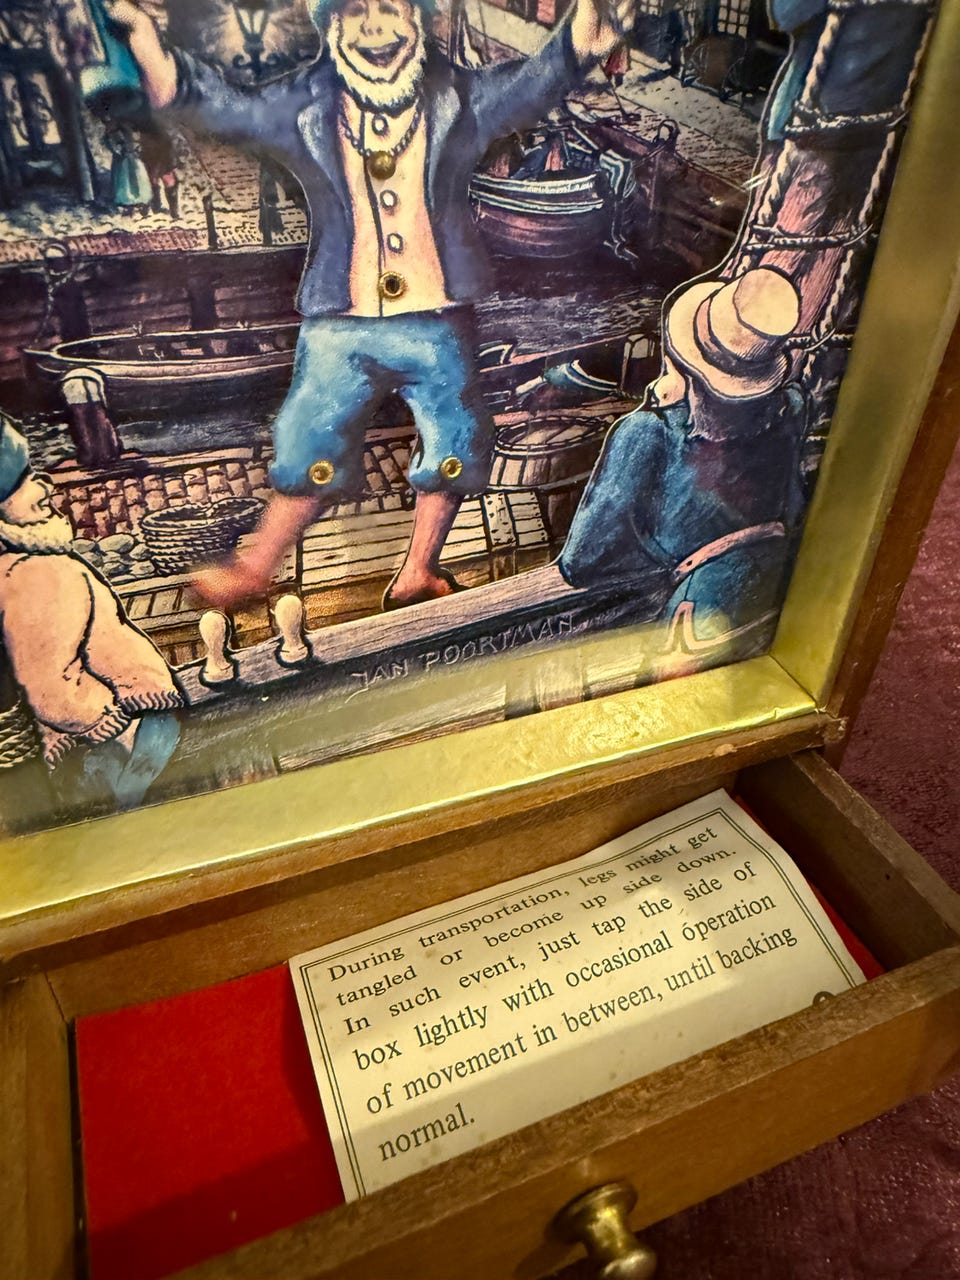 JAN POORTMAN
During transportation, legs might get
tangled or become up side down.
In such event, just tap the side of
box lightly with occasional operation
of movement in between, until backing
normal.